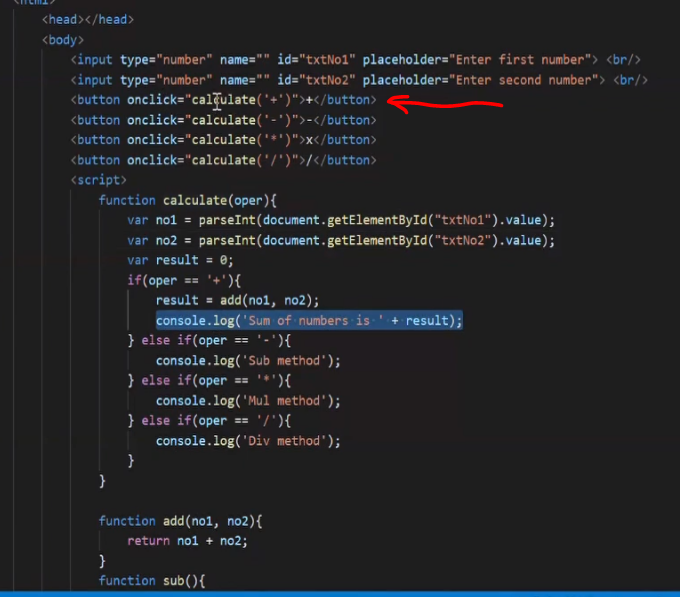 <html>
<head></head>
<body>
<input type="number" name="" id="txtNo1" placeholder="Enter first number"> <br/>
<input type="number" name="" id="txtNo2" placeholder="Enter second number"> <br/>
<button onclick="calculate('+')">+</button>
<button onclick="calculate('-')">-</button>
<button onclick="calculate('*')">x</button>
<button onclick="calculate('/')">/</button>
<script>
function calculate(oper){
var no1 = parseInt(document.getElementById("txtNo1").value);
var no2 = parseInt(document.getElementById("txtNo2").value);
var result = 0;
if(oper == '+'){
result = add(no1, no2);
console.log('Sum of numbers is ' + result);
} else if(oper == '-'){
console.log('Sub method');
} else if(oper == '*'){
console.log('Mul method');
} else if(oper == '/'){
console.log('Div method');
}
}
function add(no1, no2){
return no1 + no2;
}
function sub(){